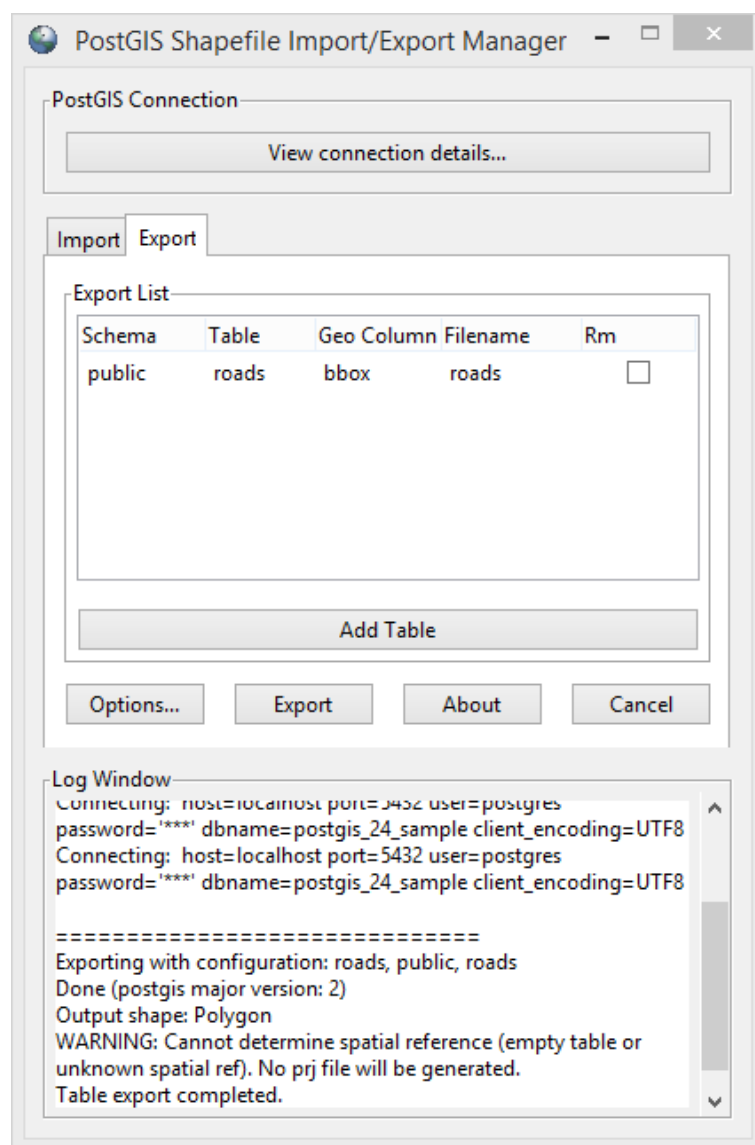 PostGIS Shapefile Import/Export Manager
PostGIS Connection
View connection details...
Import Export
Export List
Schema Table Geo Column Filename Rm
public roads bbox roads
Add Table
Options... Export About Cancel
Log Window
Connecting: host=localhost port=5432 user=postgres
password='***' dbname=postgis_24_sample client_encoding=UTF8
Connecting: host=localhost port=5432 user=postgres
password='***' dbname=postgis_24_sample client_encoding=UTF8
==============================
Exporting with configuration: roads, public, roads
Done (postgis major version: 2)
Output shape: Polygon
WARNING: Cannot determine spatial reference (empty table or
unknown spatial ref). No prj file will be generated.
Table export completed.